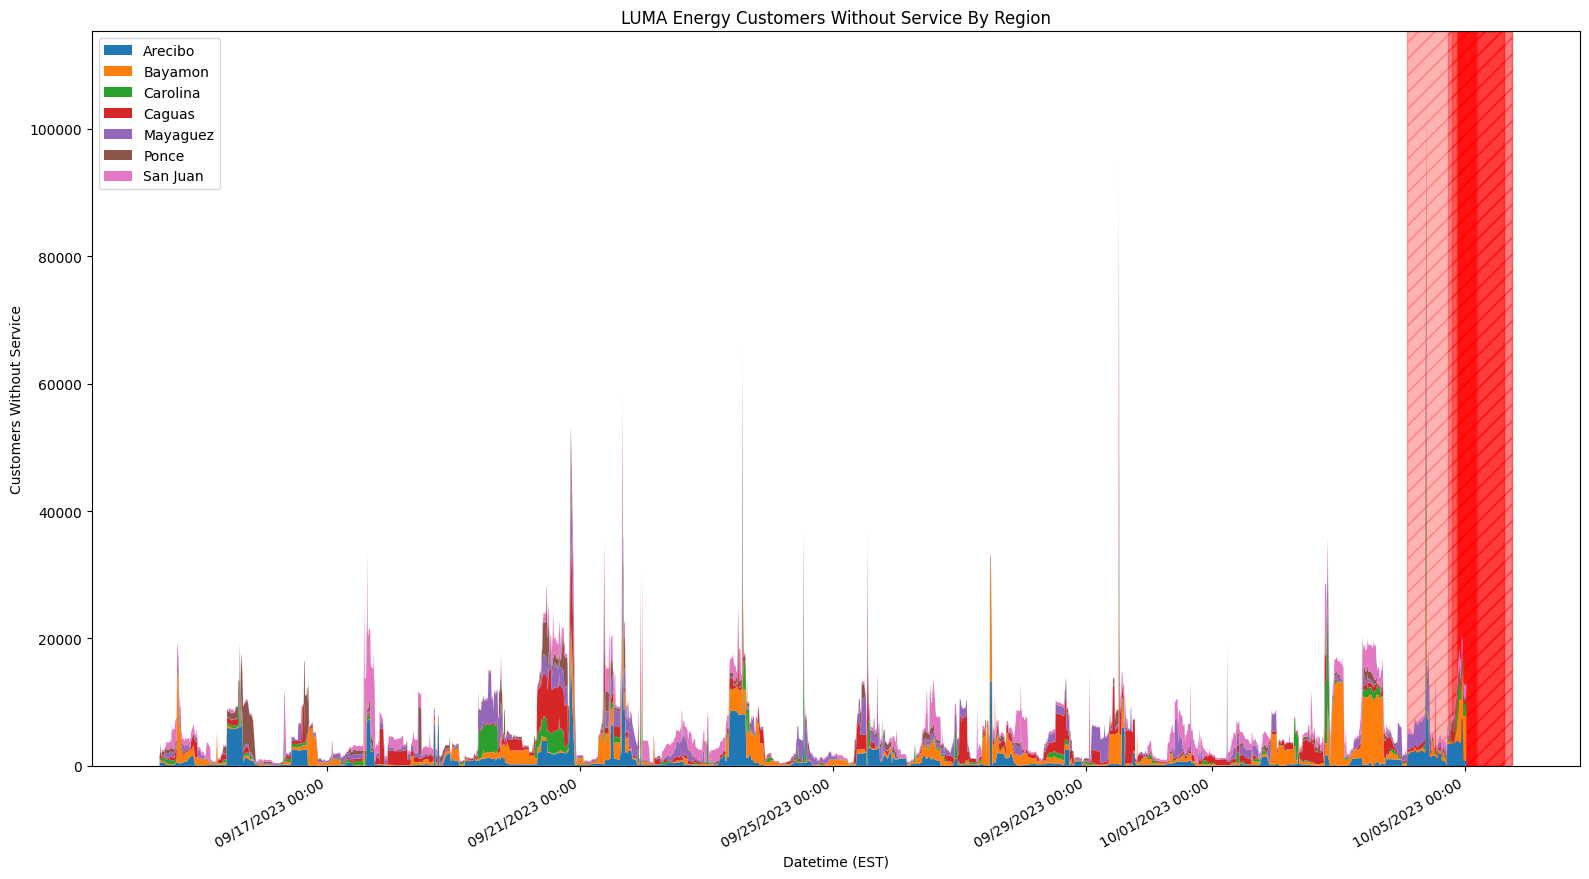 LUMA Energy Customers Without Service By Region
Arecibo
Bayamon
Carolina
Caguas
Mayaguez
Ponce
San Juan
100000
80000
60000
40000
20000
0
Customers Without Service
09/17/2023 00:00
09/21/2023 00:00
09/25/2023 00:00
09/29/2023 00:00
10/01/2023 00:00
10/05/2023 00:00
Datetime (EST)